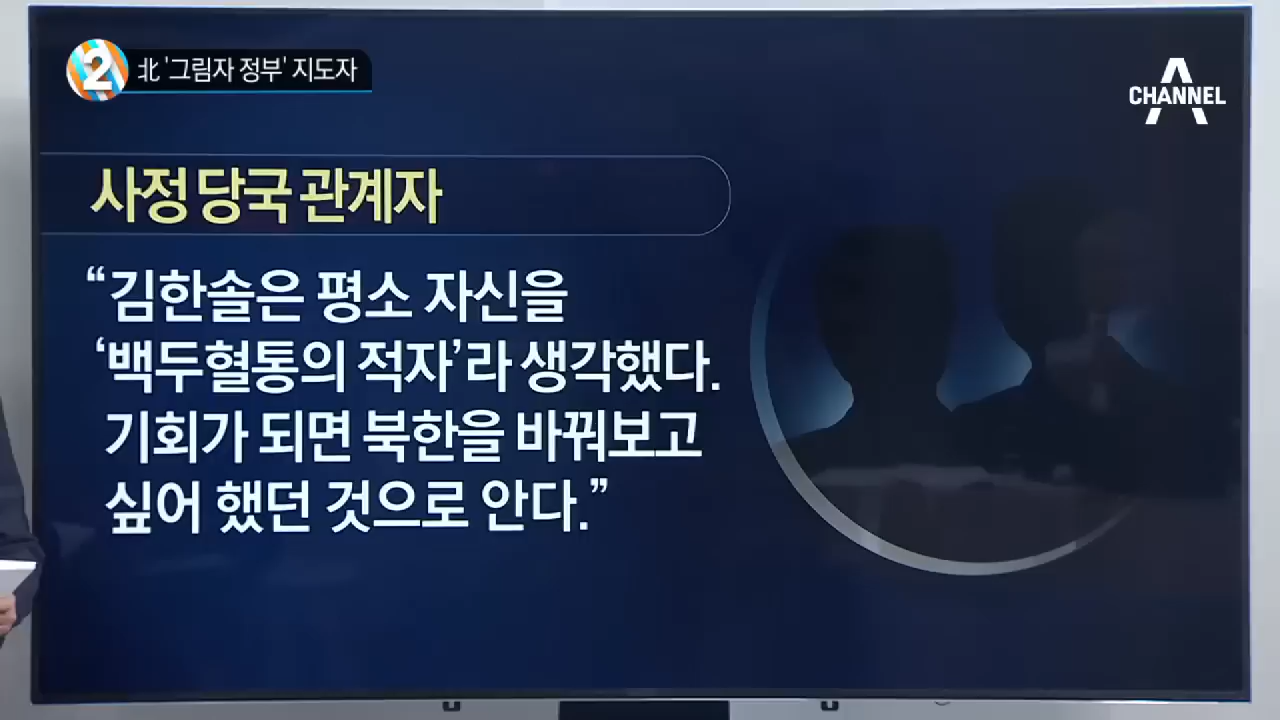 2 北 '그림자 정부' 지도자
CHANNEL A
사정 당국 관계자
“김한솔은 평소 자신을
‘백두혈통의 적자’라 생각했다.
기회가 되면 북한을 바꿔보고
싶어 했던 것으로 안다.”